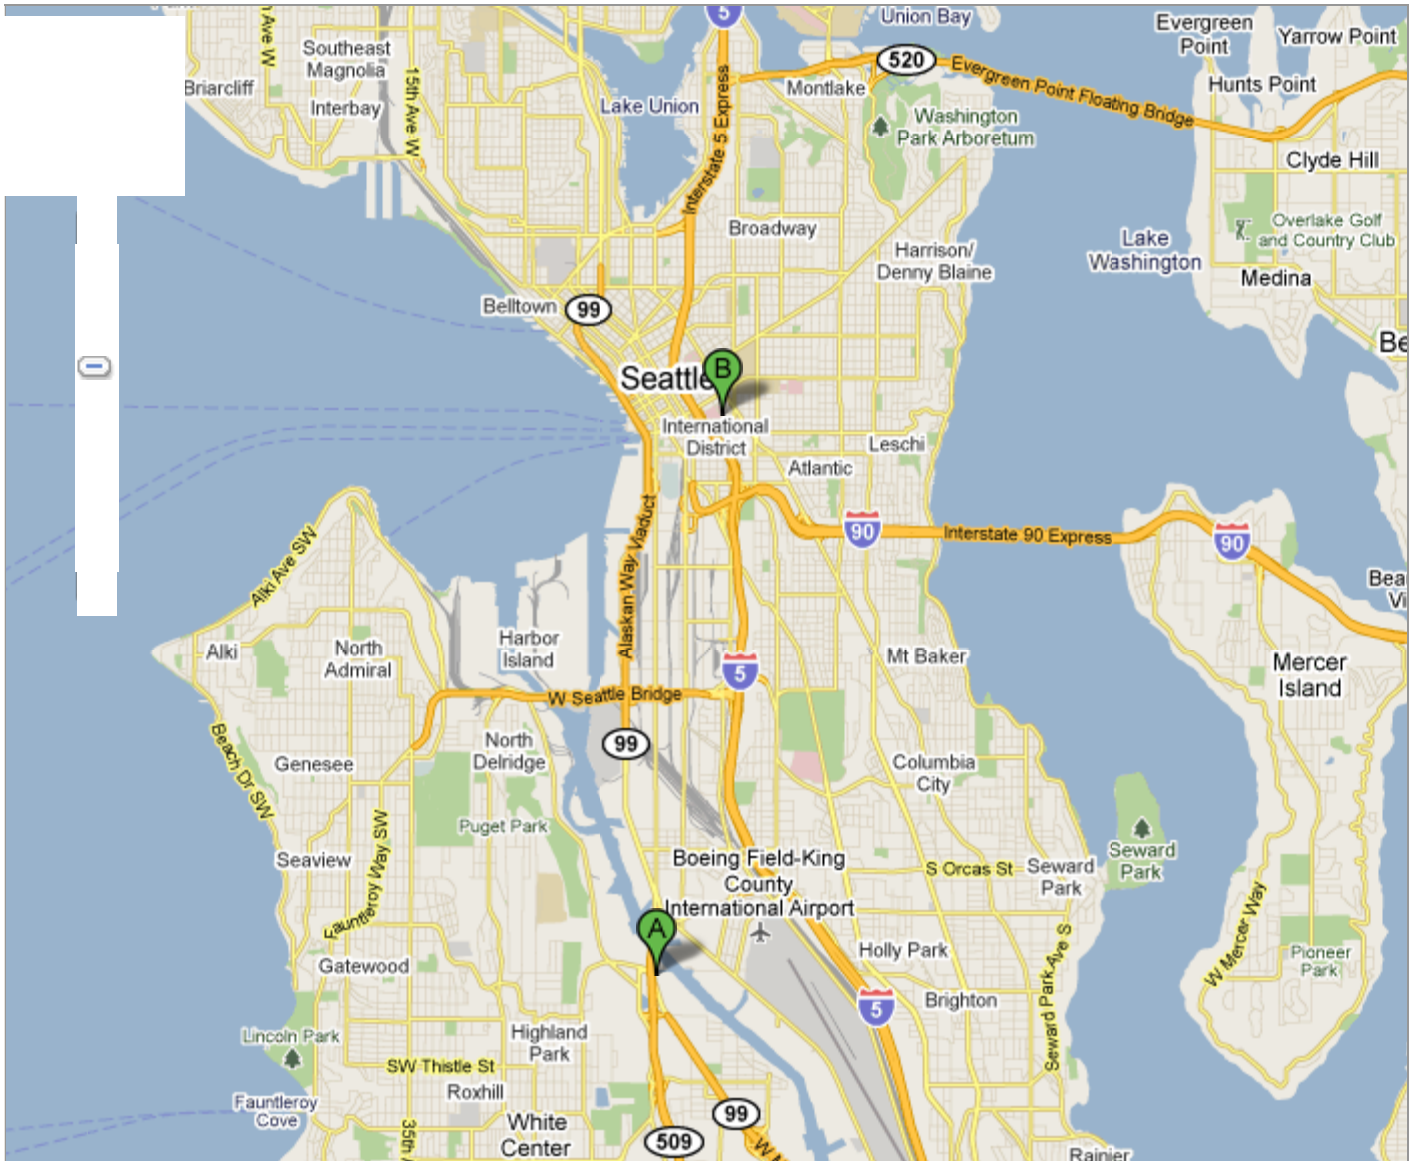 5
Union Bay
Evergreen
Point
Yarrow Point
Ave W
Southeast
Magnolia
Briarcliff
Interbay
15th Ave W
Lake Union
Interstate 5 Express
Montlake
520
Evergreen Point Floating Bridge
Hunts Point
Washington
Park Arboretum
Clyde Hill
Broadway
Harrison/
Denny Blaine
Lake
Washington
Overlake Golf
and Country Club
Medina
Belltown
99
Be
Seattle
B
International
District
Leschi
Atlantic
Alaskan Way Viaduct
90
Interstate 90 Express
90
Alki Ave SW
Bea
Vi
Alki
North
Admiral
Harbor
Island
Mt Baker
Mercer
Island
5
W Seattle Bridge
99
North
Delridge
Genesee
Beach Dr SW
Columbia
City
Puget Park
Seaview
Fauntleroy Way SW
Boeing Field-King
County
International Airport
S Orcas St
Seward
Park
Seward
Park
A
Gatewood
Holly Park
W Mercer Way
Pioneer
Park
Seward Park Ave S
Brighton
5
Lincoln Park
Highland
Park
SW Thistle St
Roxhill
Fauntleroy
Cove
35th
White
Center
99
509
W M
Rainier